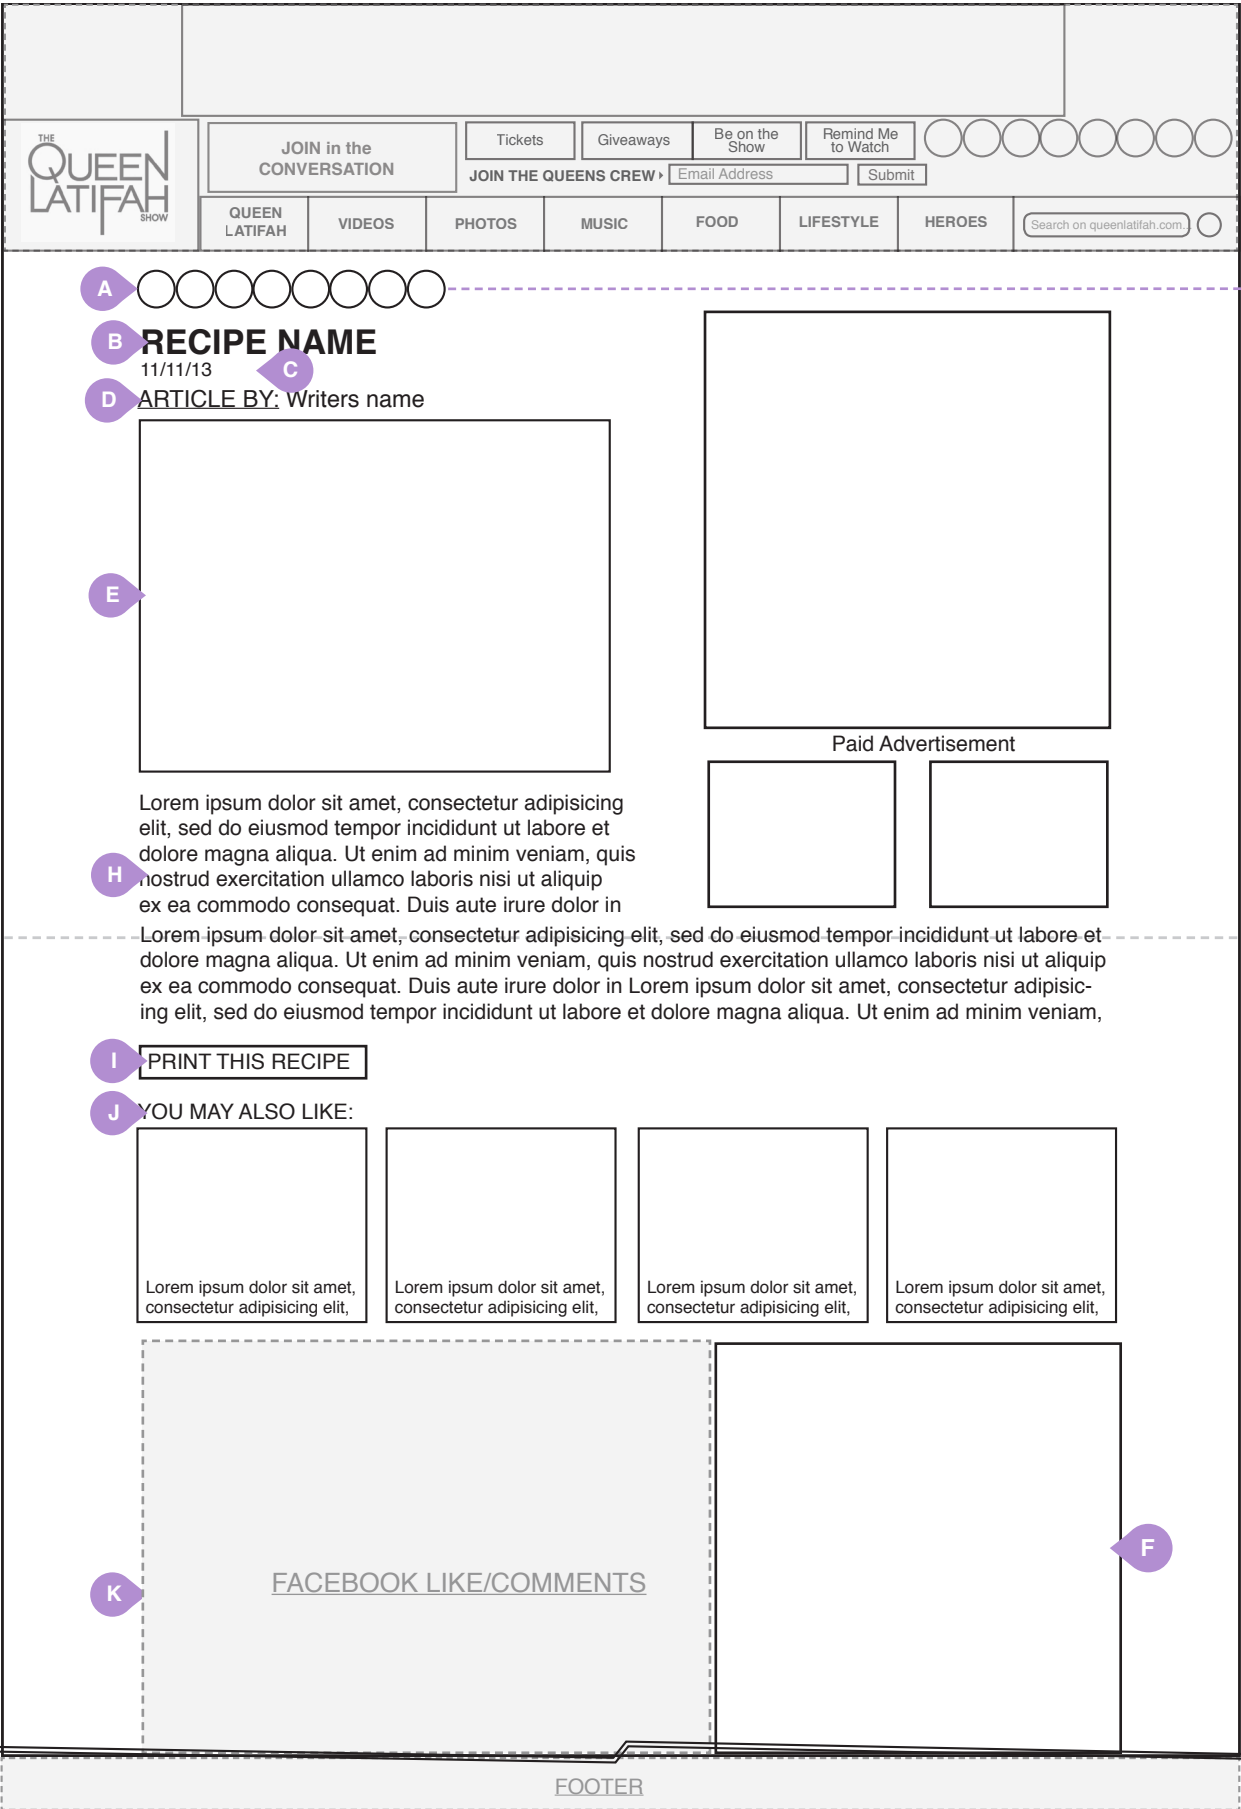 THE
QUEEN
LATIFAH
SHOW
JOIN in the
CONVERSATION
Tickets
Giveaways
Be on the
Show
Remind Me
to Watch
JOIN THE QUEENS CREW
Email Address
Submit
QUEEN
LATIFAH
VIDEOS
PHOTOS
MUSIC
FOOD
LIFESTYLE
HEROES
Search on queenlatifah.com...
A
B
RECIPE NAME
11/11/13
C
D
ARTICLE BY: Writers name
E
Paid Advertisement
Lorem ipsum dolor sit amet, consectetur adipisicing
elit, sed do eiusmod tempor incididunt ut labore et
dolore magna aliqua. Ut enim ad minim veniam, quis
H
nostrud exercitation ullamco laboris nisi ut aliquip
ex ea commodo consequat. Duis aute irure dolor in
Lorem ipsum dolor sit amet, consectetur adipisicing elit, sed do eiusmod tempor incididunt ut labore et
dolore magna aliqua. Ut enim ad minim veniam, quis nostrud exercitation ullamco laboris nisi ut aliquip
ex ea commodo consequat. Duis aute irure dolor in Lorem ipsum dolor sit amet, consectetur adipisic-
ing elit, sed do eiusmod tempor incididunt ut labore et dolore magna aliqua. Ut enim ad minim veniam,
I
PRINT THIS RECIPE
J
YOU MAY ALSO LIKE:
Lorem ipsum dolor sit amet,
consectetur adipisicing elit,
Lorem ipsum dolor sit amet,
consectetur adipisicing elit,
Lorem ipsum dolor sit amet,
consectetur adipisicing elit,
Lorem ipsum dolor sit amet,
consectetur adipisicing elit,
F
K
FACEBOOK LIKE/COMMENTS
FOOTER